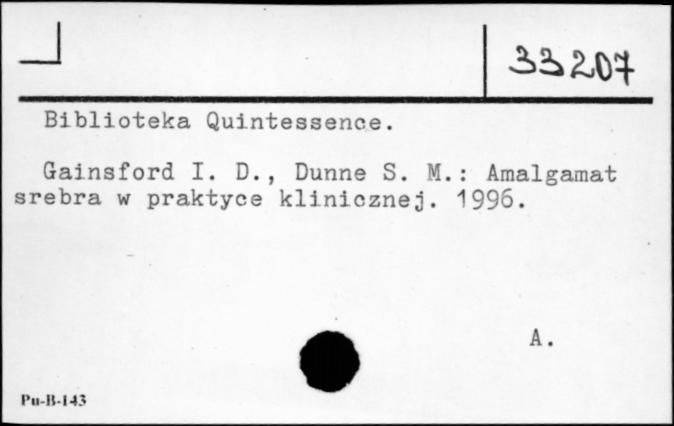 33207
Biblioteka Quintessence.
Gainsford I. D., Dunne S. M.: Amalgamat
srebra w praktyce klinicznej. 1996.
A.
Pu-B-143